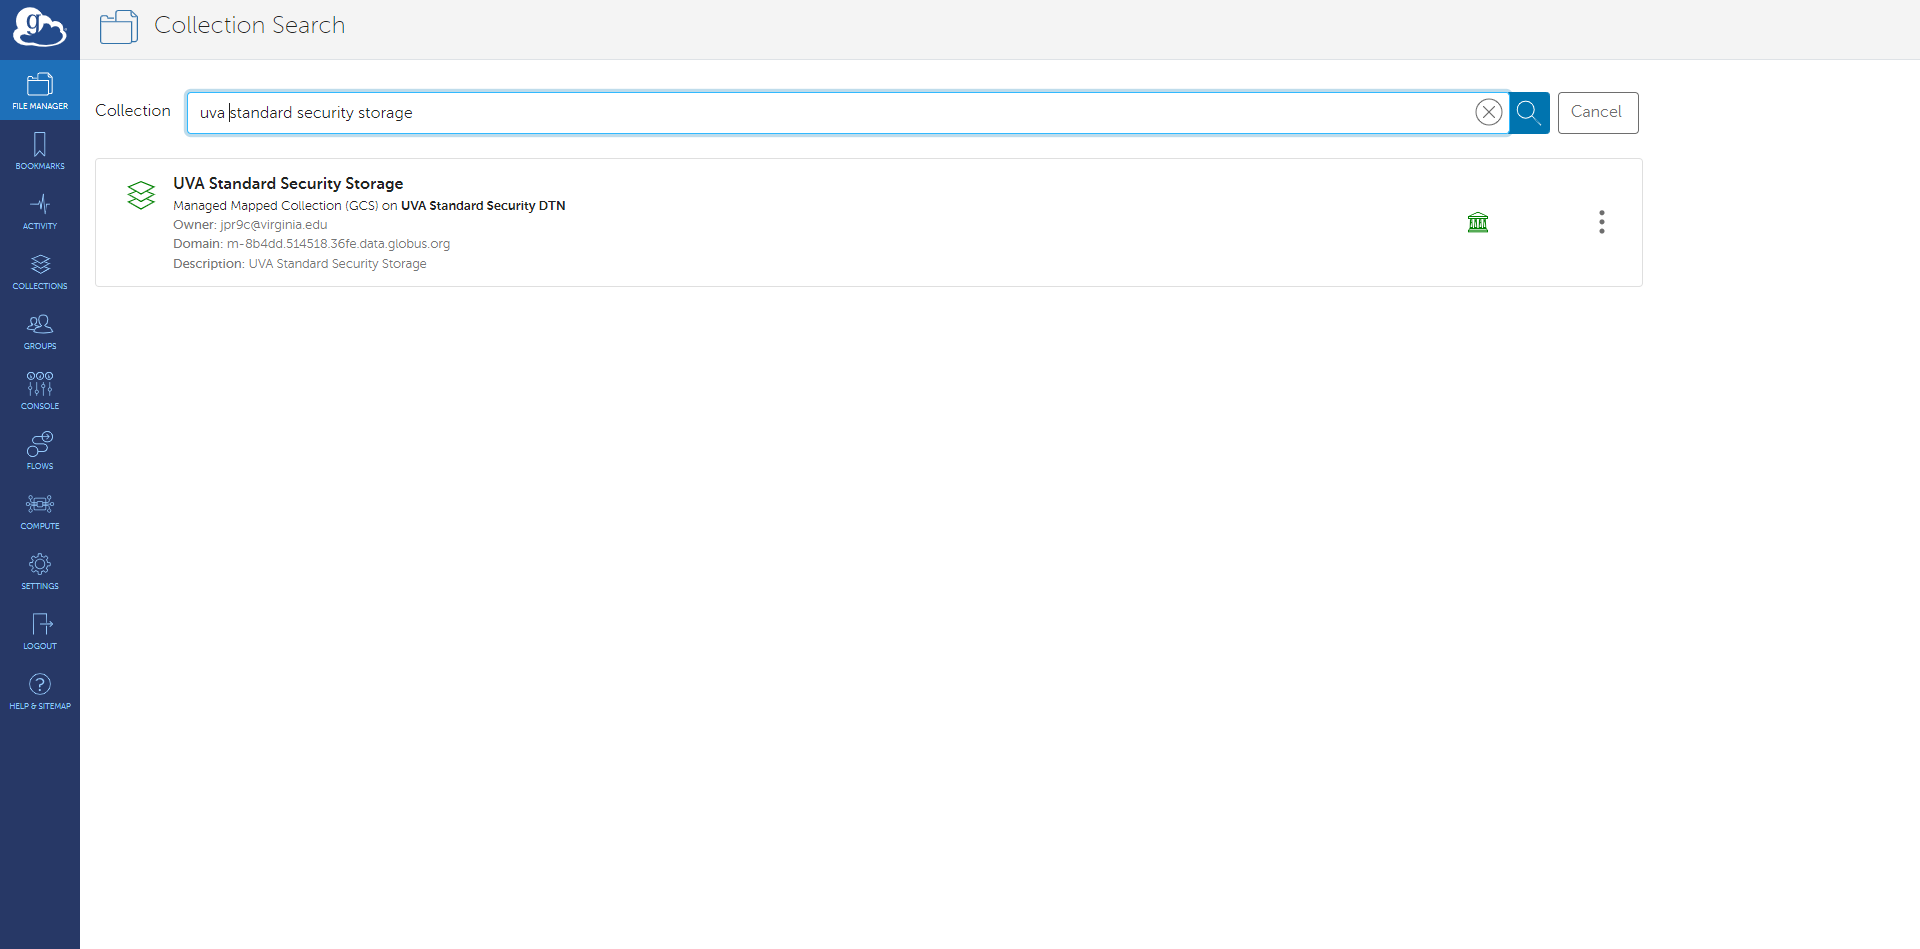 g
Collection Search
FILE MANAGER
BOOKMARKS
ACTIVITY
COLLECTIONS
GROUPS
CONSOLE
FLOWS
COMPUTE
SETTINGS
LOGOUT
HELP & SITEMAP
Collection
uva standard security storage
Cancel
UVA Standard Security Storage
Managed Mapped Collection (GCS) on UVA Standard Security DTN
Owner: jpr9c@virginia.edu
Domain: m-8b4dd.514518.36fe.data.globus.org
Description: UVA Standard Security Storage